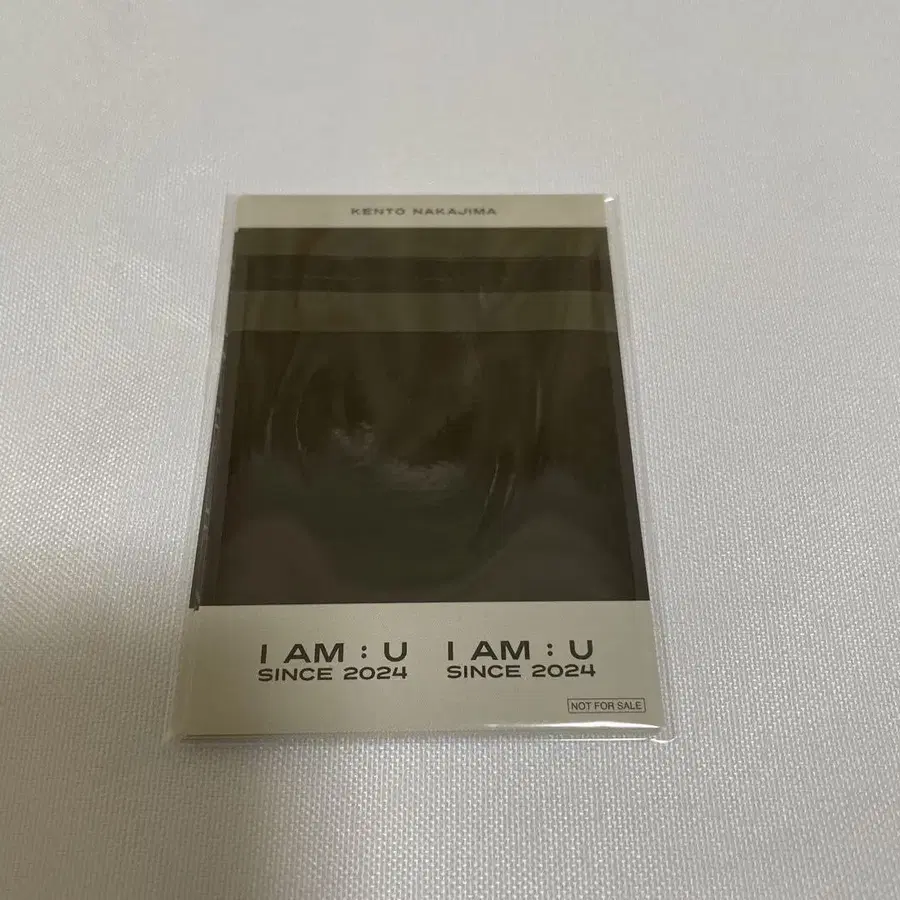 KENTO NAKAJIMA
I AM : U I AM : U
SINCE 2024 SINCE 2024
NOT FOR SALE